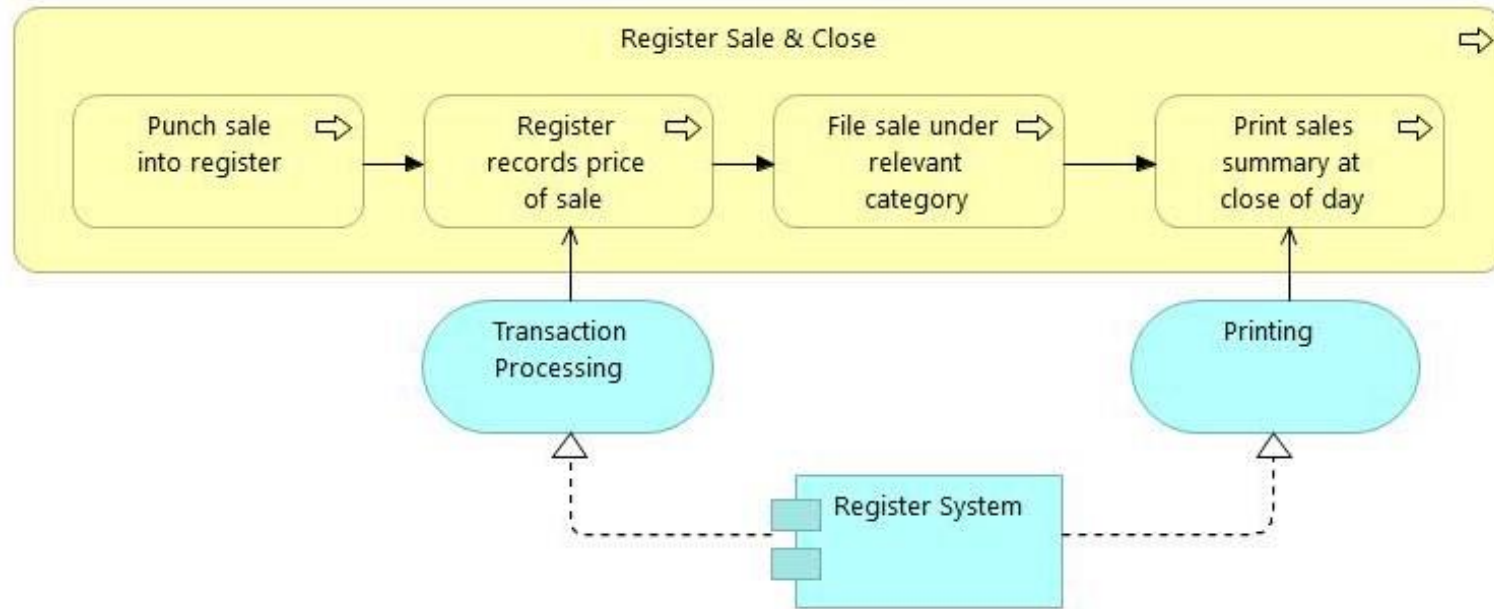 Register Sale & Close
Punch sale
into register
Register
records price
of sale
File sale under
relevant
category
Print sales
summary at
close of day
Transaction
Processing
Printing
Register System